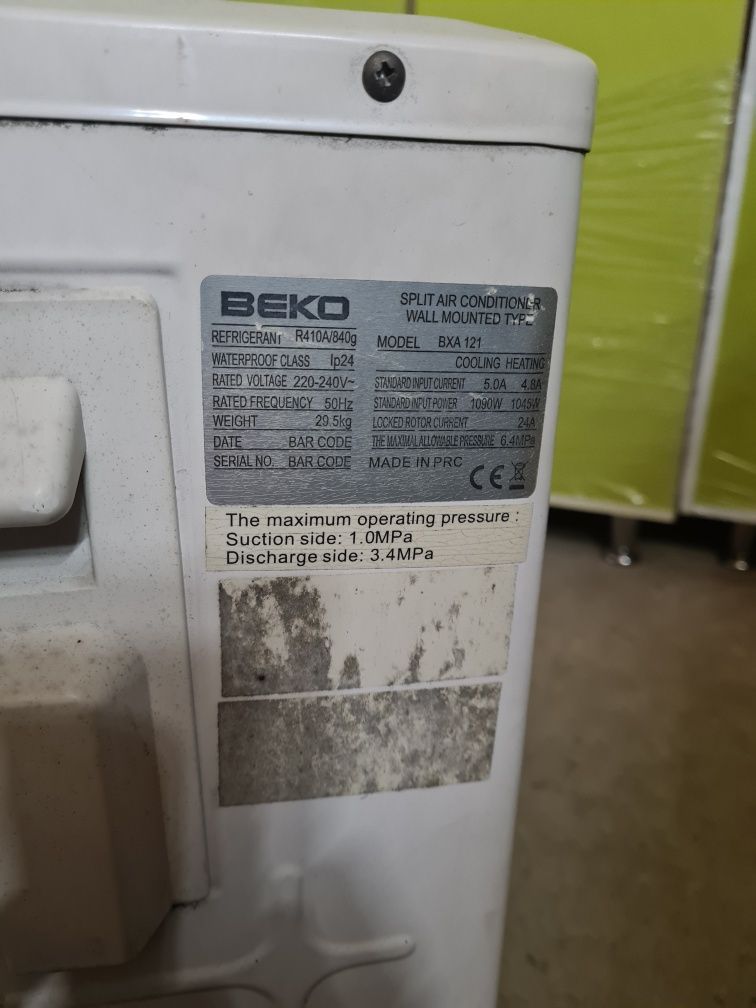 BEKO
SPLIT AIR CONDITIONER
WALL MOUNTED TYPE
REFRIGERANT R410A/840g
MODEL BXA 121
WATERPROOF CLASS Ip24
COOLING HEATING
RATED VOLTAGE 220-240V~
STANDARD INPUT CURRENT 5.0A 4.8A
RATED FREQUENCY 50Hz
STANDARD INPUT POWER 1090W 1045W
WEIGHT 29.5kg
LOCKED ROTOR CURRENT 24A
DATE BAR CODE
THE MAXIMAL ALLOWABLE PRESSURE 6.4MPa
SERIAL NO. BAR CODE
MADE IN PRC
CE
The maximum operating pressure :
Suction side: 1.0MPa
Discharge side: 3.4MPa